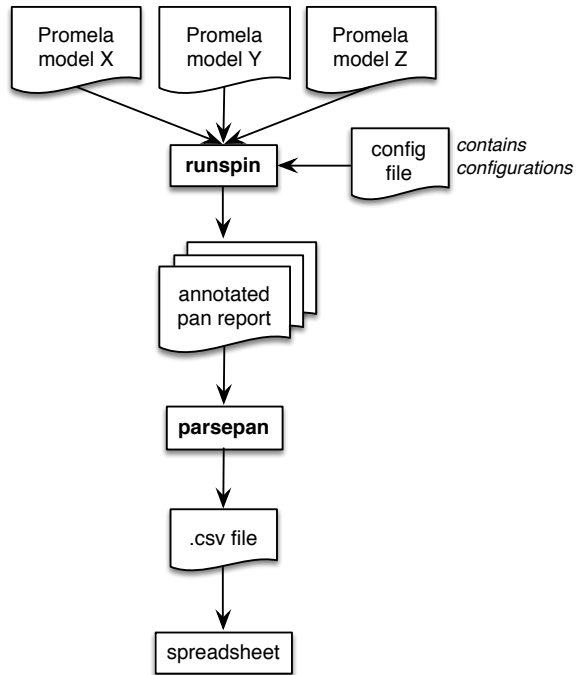 Promela
model X
Promela
model Y
Promela
model Z
runspin
config
file
contains
configurations
annotated
pan report
parsepan
.csv file
spreadsheet